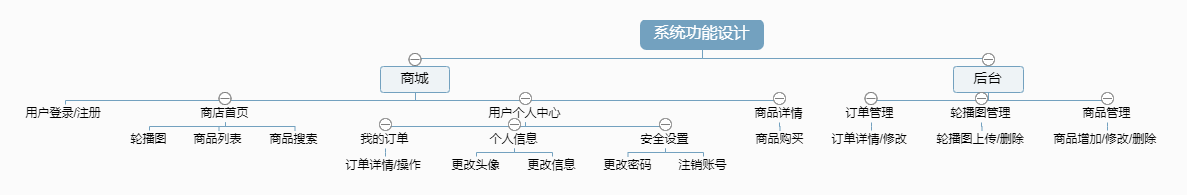 系统功能设计
商城
后台
用户登录/注册
商店首页
用户个人中心
商品详情
订单管理
轮播图管理
商品管理
轮播图
商品列表
商品搜索
我的订单
个人信息
安全设置
商品购买
订单详情/修改
轮播图上传/删除
商品增加/修改/删除
订单详情/操作
更改头像
更改信息
更改密码
注销账号